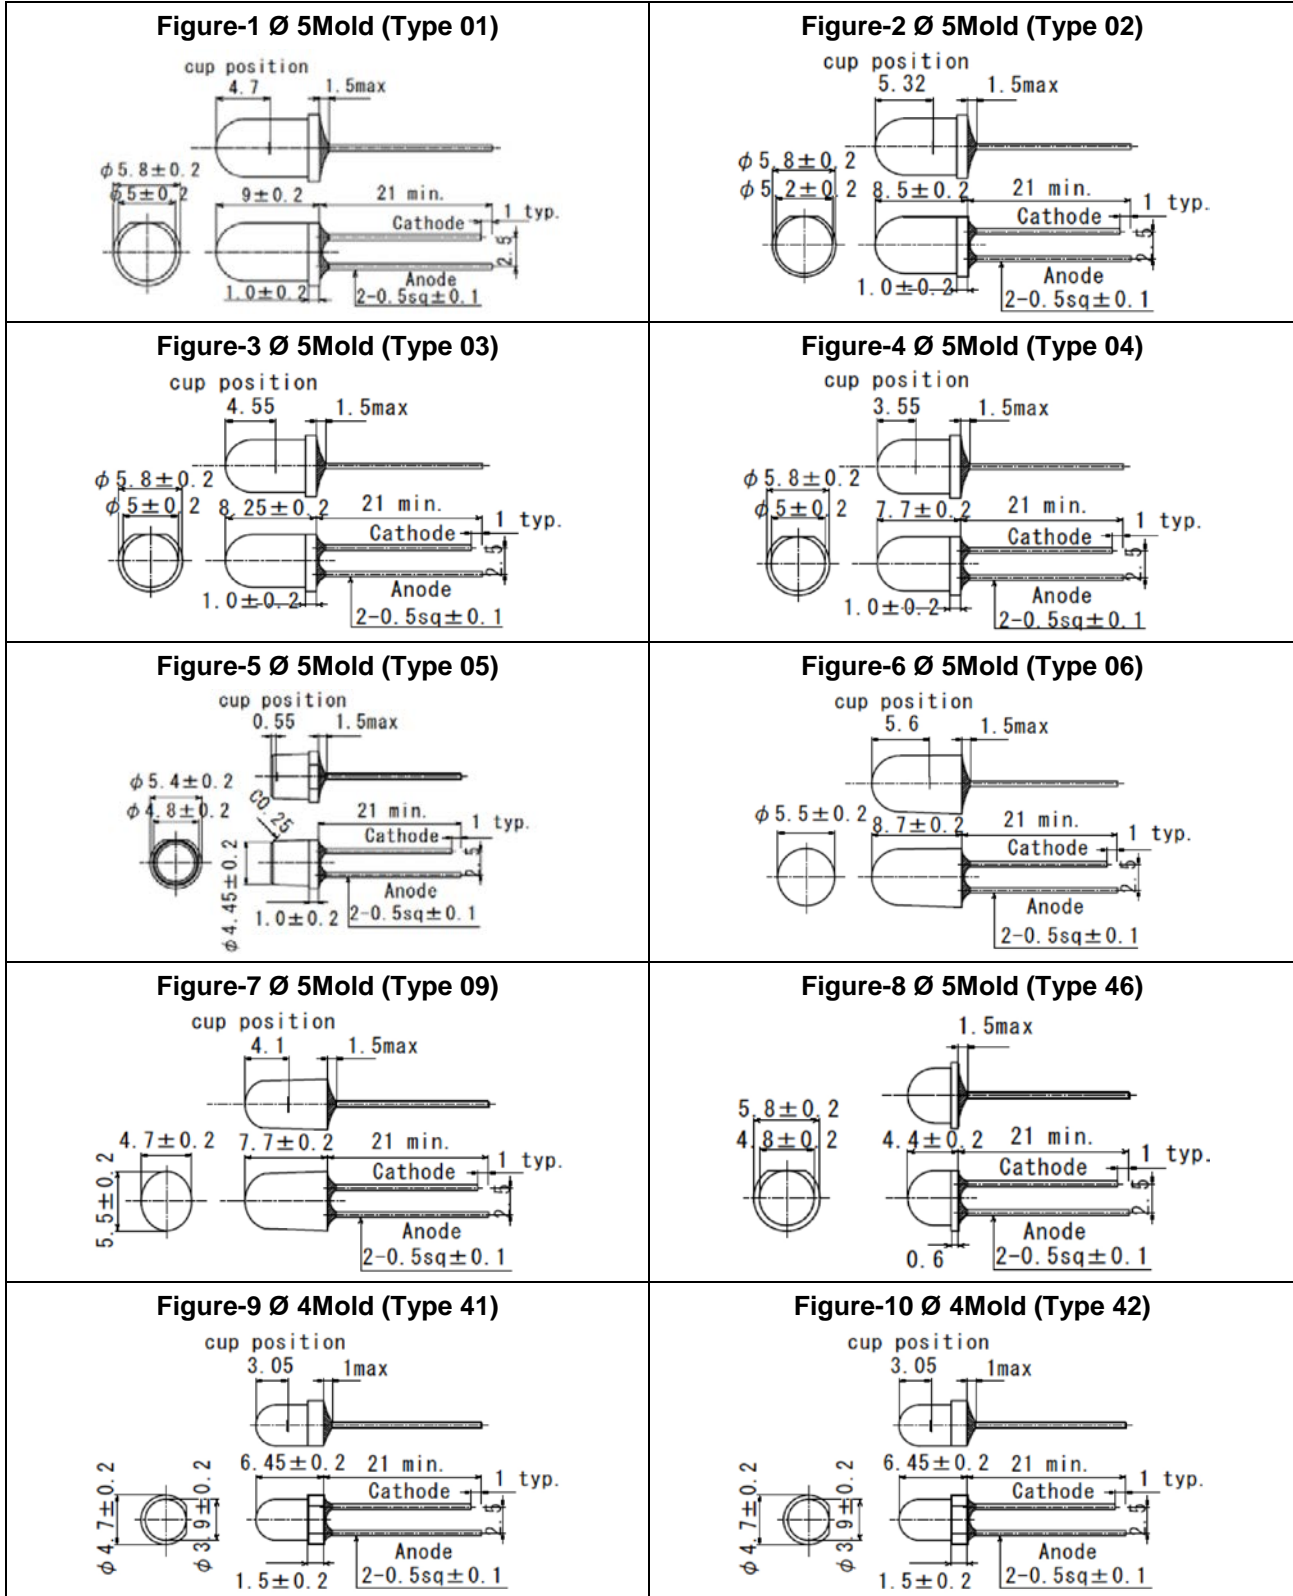 Figure-1 Ø 5Mold (Type 01)
cup position
4.7 1.5max
φ5.8±0.2
φ5±0.2 9±0.2 21 min.
1 typ.
Cathode
2.5
Anode
1.0±0.2 2-0.5sq±0.1
Figure-2 Ø 5Mold (Type 02)
cup position
5.32 1.5max
φ5.8±0.2
φ5.2±0.2 8.5±0.2 21 min.
1 typ.
Cathode
2.5
Anode
1.0±0.2 2-0.5sq±0.1
Figure-3 Ø 5Mold (Type 03)
cup position
4.55 1.5max
φ5.8±0.2
φ5±0.2 8.25±0.2 21 min.
1 typ.
Cathode
2.5
Anode
1.0±0.2 2-0.5sq±0.1
Figure-4 Ø 5Mold (Type 04)
cup position
3.55 1.5max
φ5.8±0.2
φ5±0.2 7.7±0.2 21 min.
1 typ.
Cathode
2.5
Anode
1.0±0.2 2-0.5sq±0.1
Figure-5 Ø 5Mold (Type 05)
cup position
0.55 1.5max
φ5.4±0.2
φ4.8±0.2 C0.25 21 min.
1 typ.
Cathode
2.5
φ4.45±0.2
Anode
1.0±0.2 2-0.5sq±0.1
Figure-6 Ø 5Mold (Type 06)
cup position
5.6 1.5max
φ5.5±0.2 8.7±0.2 21 min.
1 typ.
Cathode
2.5
Anode
2-0.5sq±0.1
Figure-7 Ø 5Mold (Type 09)
cup position
4.1 1.5max
4.7±0.2 7.7±0.2 21 min.
1 typ.
Cathode
2.5
5.5±0.2
Anode
2-0.5sq±0.1
Figure-8 Ø 5Mold (Type 46)
1.5max
5.8±0.2
4.8±0.2 4.4±0.2 21 min.
1 typ.
Cathode
2.5
Anode
0.6 2-0.5sq±0.1
Figure-9 Ø 4Mold (Type 41)
cup position
3.05 1max
6.45±0.2 21 min.
1 typ.
Cathode
φ4.7±0.2 φ3.9±0.2 2.5
Anode
1.5±0.2 2-0.5sq±0.1
Figure-10 Ø 4Mold (Type 42)
cup position
3.05 1max
6.45±0.2 21 min.
1 typ.
Cathode
φ4.7±0.2 φ3.9±0.2 2.5
Anode
1.5±0.2 2-0.5sq±0.1